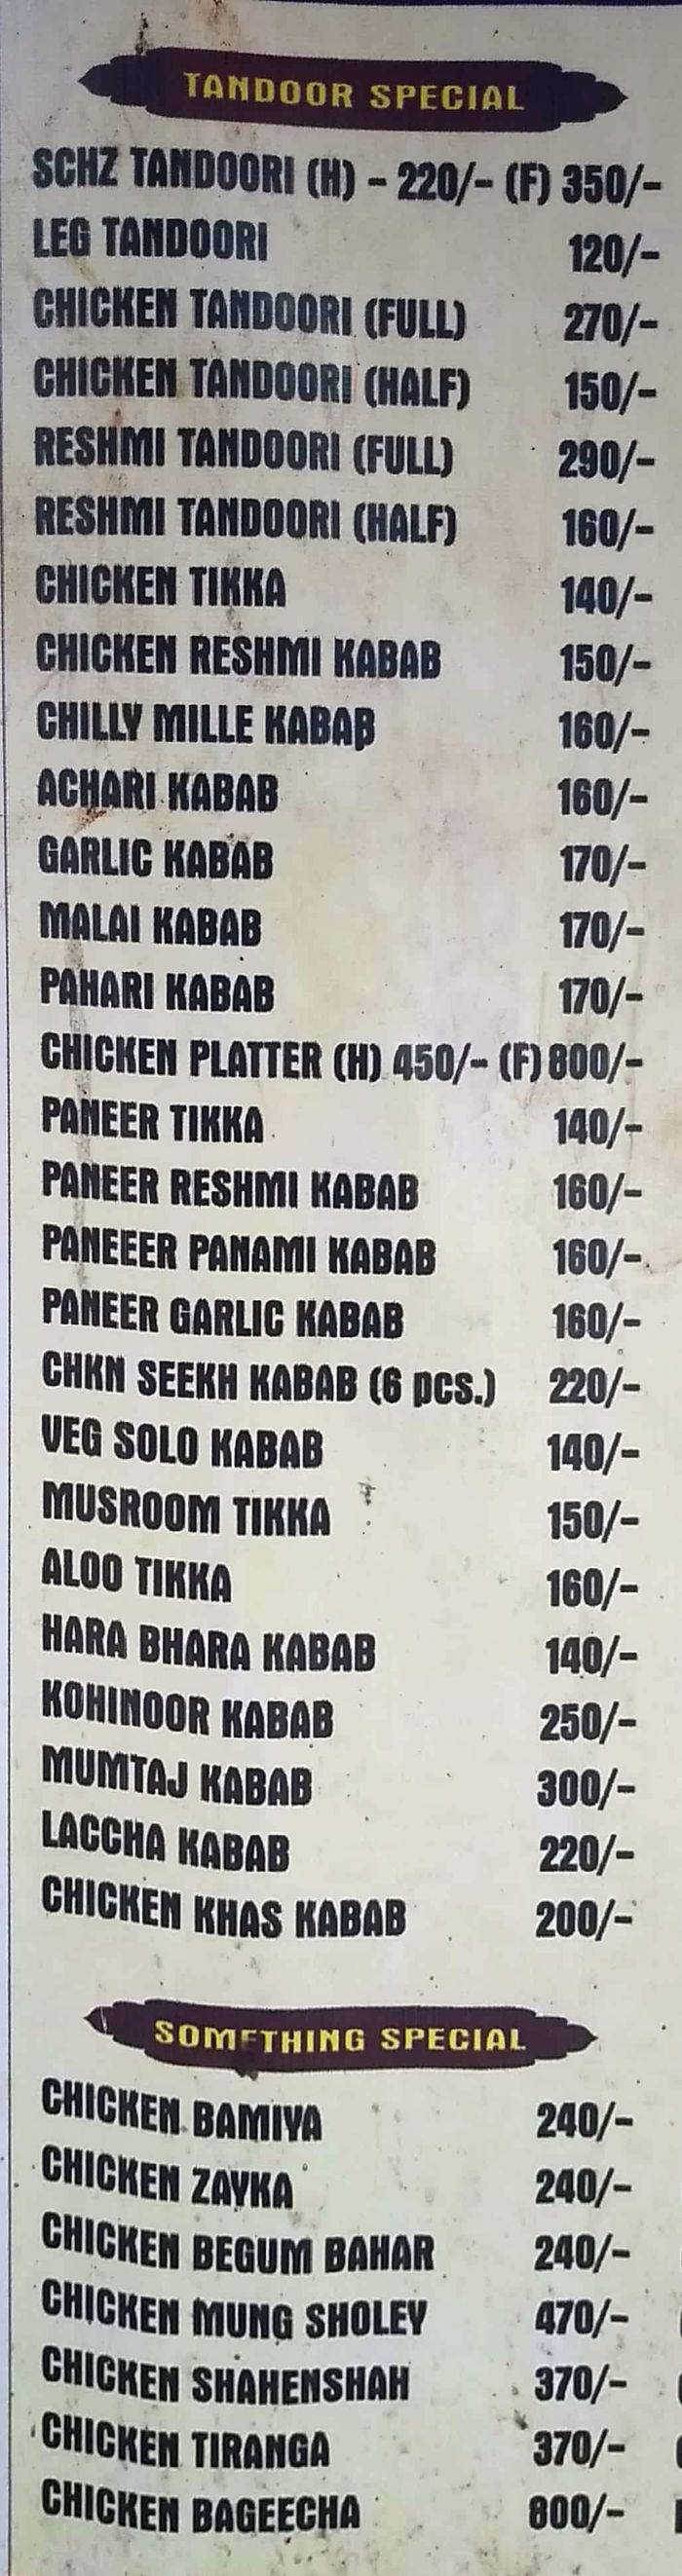 TANDOOR SPECIAL
SCHZ TANDOORI (H) - 220/- (F) 350/-
LEG TANDOORI 120/-
CHICKEN TANDOORI (FULL) 270/-
CHICKEN TANDOORI (HALF) 150/-
RESHMI TANDOORI (FULL) 290/-
RESHMI TANDOORI (HALF) 160/-
CHICKEN TIKKA 140/-
CHICKEN RESHMI KABAB 150/-
CHILLY MILLE KABAB 160/-
ACHARI KABAB 160/-
GARLIC KABAB 170/-
MALAI KABAB 170/-
PAHARI KABAB 170/-
CHICKEN PLATTER (H) 450/- (F) 800/-
PANEER TIKKA 140/-
PANEER RESHMI KABAB 160/-
PANEEER PANAMI KABAB 160/-
PANEER GARLIC KABAB 160/-
CHKN SEEKH KABAB (6 pcs.) 220/-
VEG SOLO KABAB 140/-
MUSROOM TIKKA 150/-
ALOO TIKKA 160/-
HARA BHARA KABAB 140/-
KOHINOOR KABAB 250/-
MUMTAJ KABAB 300/-
LACCHA KABAB 220/-
CHICKEN KHAS KABAB 200/-
SOMETHING SPECIAL
CHICKEN BAMIYA 240/-
CHICKEN ZAYKA 240/-
CHICKEN BEGUM BAHAR 240/-
CHICKEN MUNG SHOLEY 470/-
CHICKEN SHAHENSHAH 370/-
CHICKEN TIRANGA 370/-
CHICKEN BAGEECHA 800/-